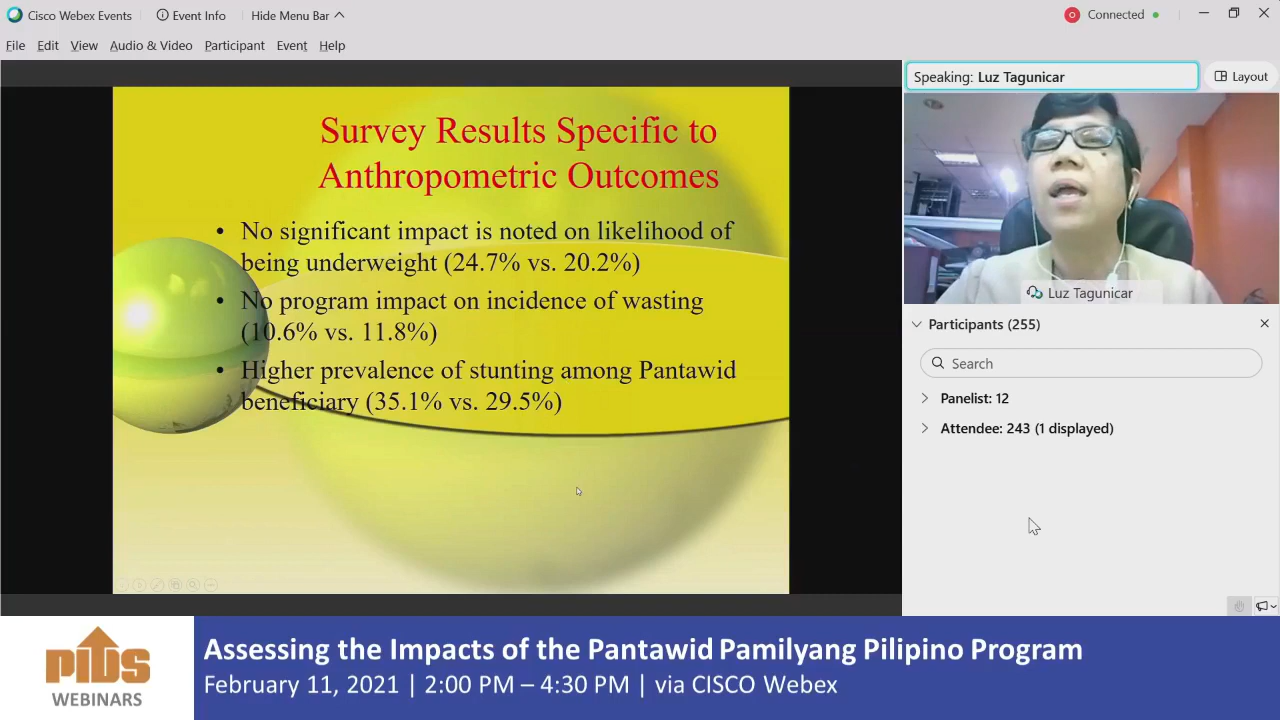 Cisco Webex Events
Event Info
Hide Menu Bar
Connected
File Edit View Audio & Video Participant Event Help
Speaking: Luz Tagunicar
Layout
Survey Results Specific to
Anthropometric Outcomes
• No significant impact is noted on likelihood of
being underweight (24.7% vs. 20.2%)
• No program impact on incidence of wasting
(10.6% vs. 11.8%)
• Higher prevalence of stunting among Pantawid
beneficiary (35.1% vs. 29.5%)
Luz Tagunicar
Participants (255)
Search
Panelist: 12
Attendee: 243 (1 displayed)
PIDS
WEBINARS
Assessing the Impacts of the Pantawid Pamilyang Pilipino Program
February 11, 2021 | 2:00 PM – 4:30 PM | via CISCO Webex